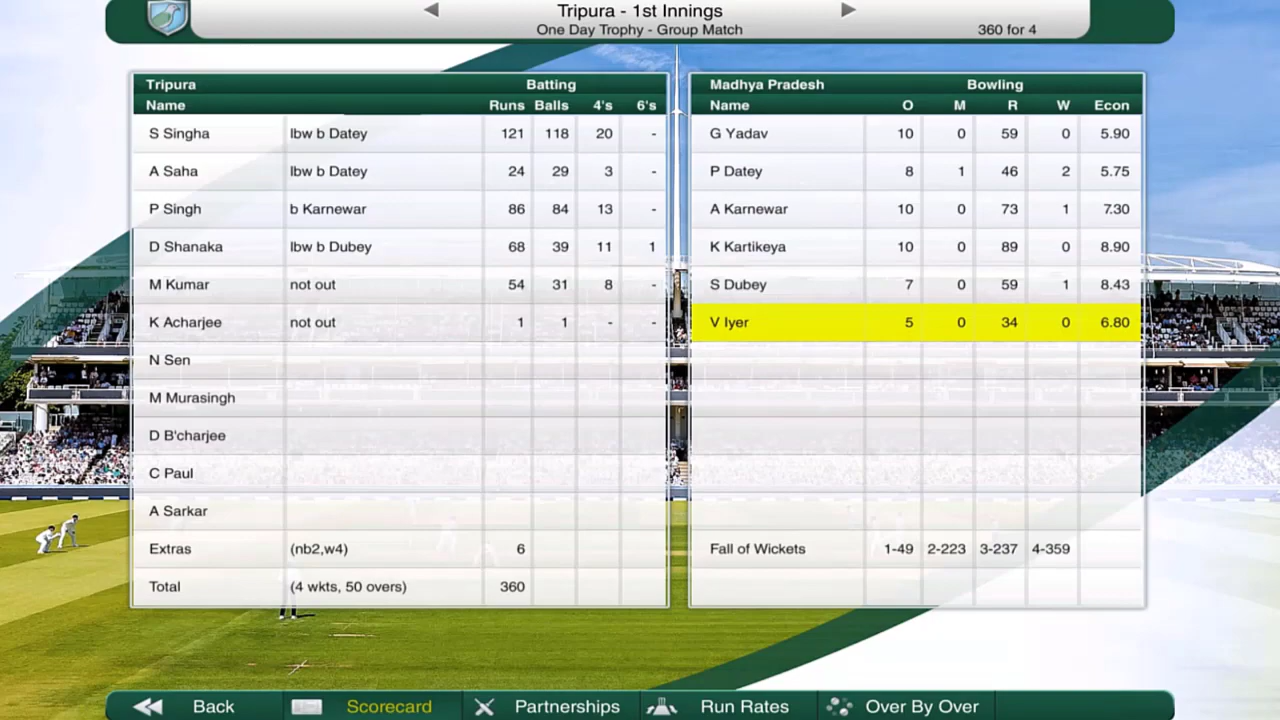 Tripura - 1st Innings
One Day Trophy - Group Match 360 for 4
Tripura Batting
Name Runs Balls 4's 6's
S Singha lbw b Datey 121 118 20 -
A Saha lbw b Datey 24 29 3 -
P Singh b Karnewar 86 84 13 -
D Shanaka lbw b Dubey 68 39 11 1
M Kumar not out 54 31 8 -
K Acharjee not out 1 1 - -
N Sen
M Murasingh
D B'charjee
C Paul
A Sarkar
Extras (nb2,w4) 6
Total (4 wkts, 50 overs) 360
Madhya Pradesh Bowling
Name O M R W Econ
G Yadav 10 0 59 0 5.90
P Datey 8 1 46 2 5.75
A Karnewar 10 0 73 1 7.30
K Kartikeya 10 0 89 0 8.90
S Dubey 7 0 59 1 8.43
V Iyer 5 0 34 0 6.80
Fall of Wickets 1-49 2-223 3-237 4-359
Back Scorecard Partnerships Run Rates Over By Over